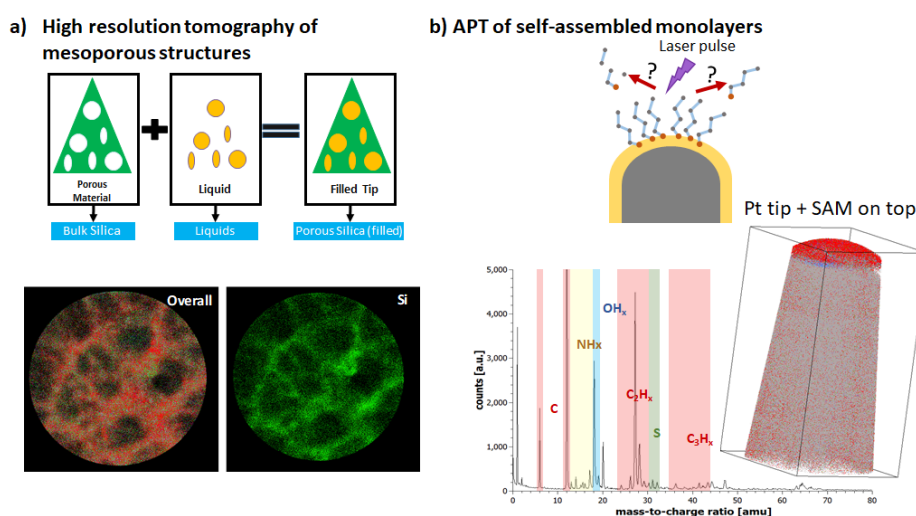 a) High resolution tomography of
mesoporous structures
Porous
Material
Liquid
Filled Tip
Bulk Silica
Liquids
Porous Silica (filled)
Overall
Si
b) APT of self-assembled monolayers
Laser pulse
? ?
Pt tip + SAM on top
5,000
4,000
3,000
2,000
1,000
0
counts [a.u.]
OHₓ
NHx
C₂Hₓ
C
S
C₃Hₓ
0 10 20 30 40 50 60 70 80
mass-to-charge ratio [amu]